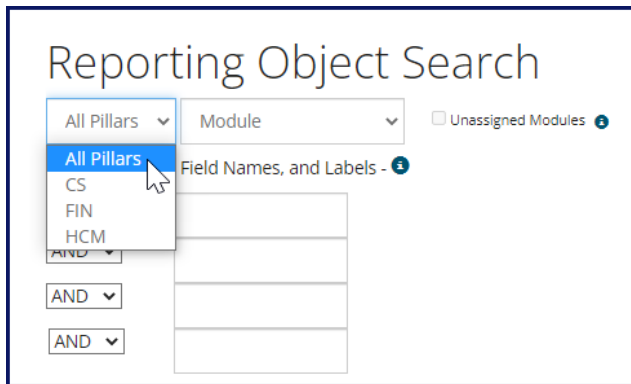 Reporting Object Search
All Pillars Module Unassigned Modules
All Pillars
Field Names, and Labels -
CS
FIN
HCM
AND
AND
AND